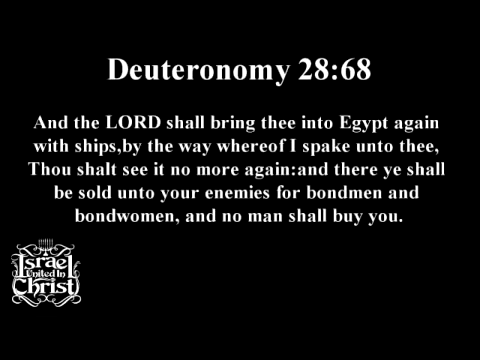 Deuteronomy 28:68
And the LORD shall bring thee into Egypt again
with ships,by the way whereof I spake unto thee,
Thou shalt see it no more again:and there ye shall
be sold unto your enemies for bondmen and
bondwomen, and no man shall buy you.
Israel
United In
Christ